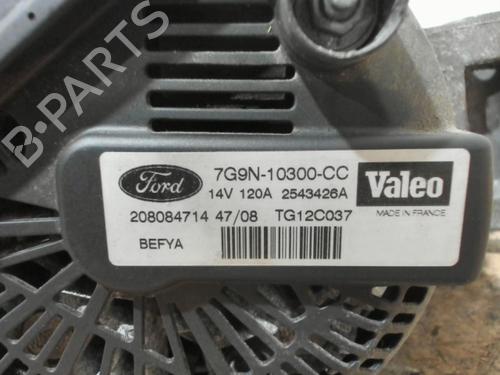 B-PARTS
Ford
7G9N-10300-CC
14V 120A 2543426A
Valeo
MADE IN FRANCE
208084714 47/08 TG12C037
BEFYA